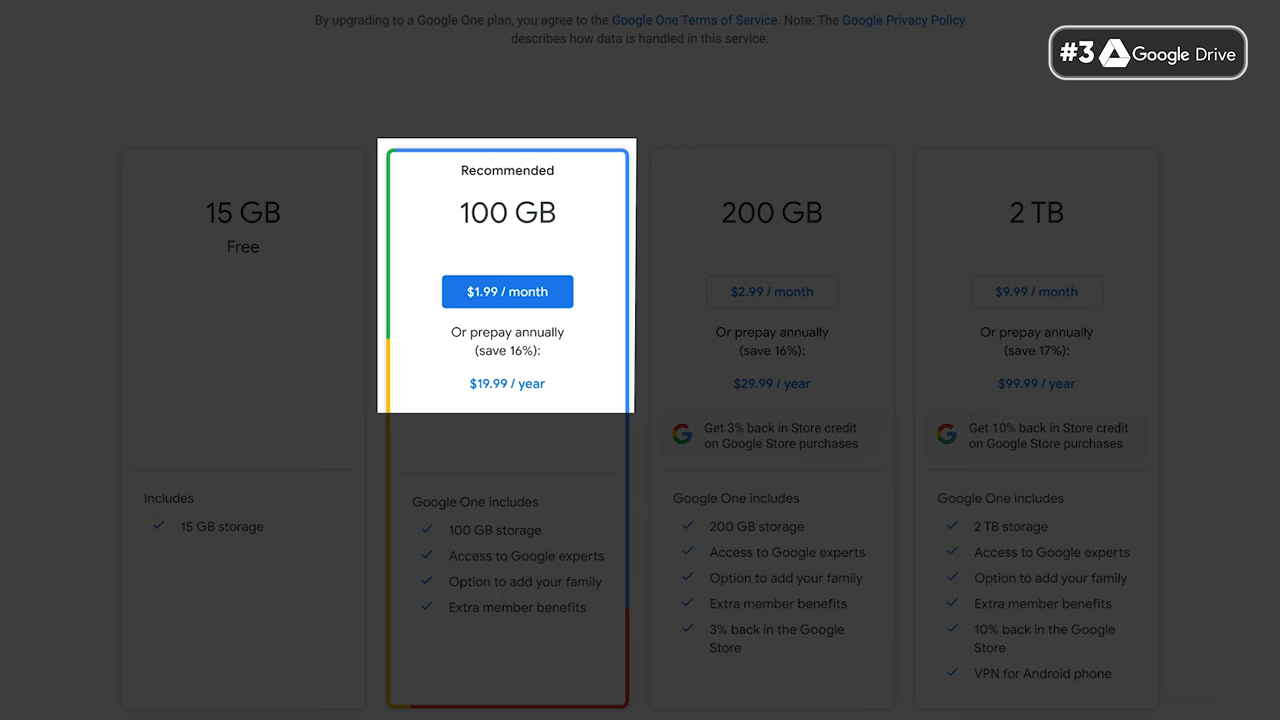 By upgrading to a Google One plan, you agree to the Google One Terms of Service. Note: The Google Privacy Policy
describes how data is handled in this service.
#3 Google Drive
15 GB
Free
Includes
15 GB storage
Recommended
100 GB
$1.99 / month
Or prepay annually
(save 16%):
$19.99 / year
Google One includes
100 GB storage
Access to Google experts
Option to add your family
Extra member benefits
200 GB
$2.99 / month
Or prepay annually
(save 16%):
$29.99 / year
Get 3% back in Store credit
on Google Store purchases
Google One includes
200 GB storage
Access to Google experts
Option to add your family
Extra member benefits
3% back in the Google
Store
2 TB
$9.99 / month
Or prepay annually
(save 17%):
$99.99 / year
Get 10% back in Store credit
on Google Store purchases
Google One includes
2 TB storage
Access to Google experts
Option to add your family
Extra member benefits
10% back in the Google
Store
VPN for Android phone